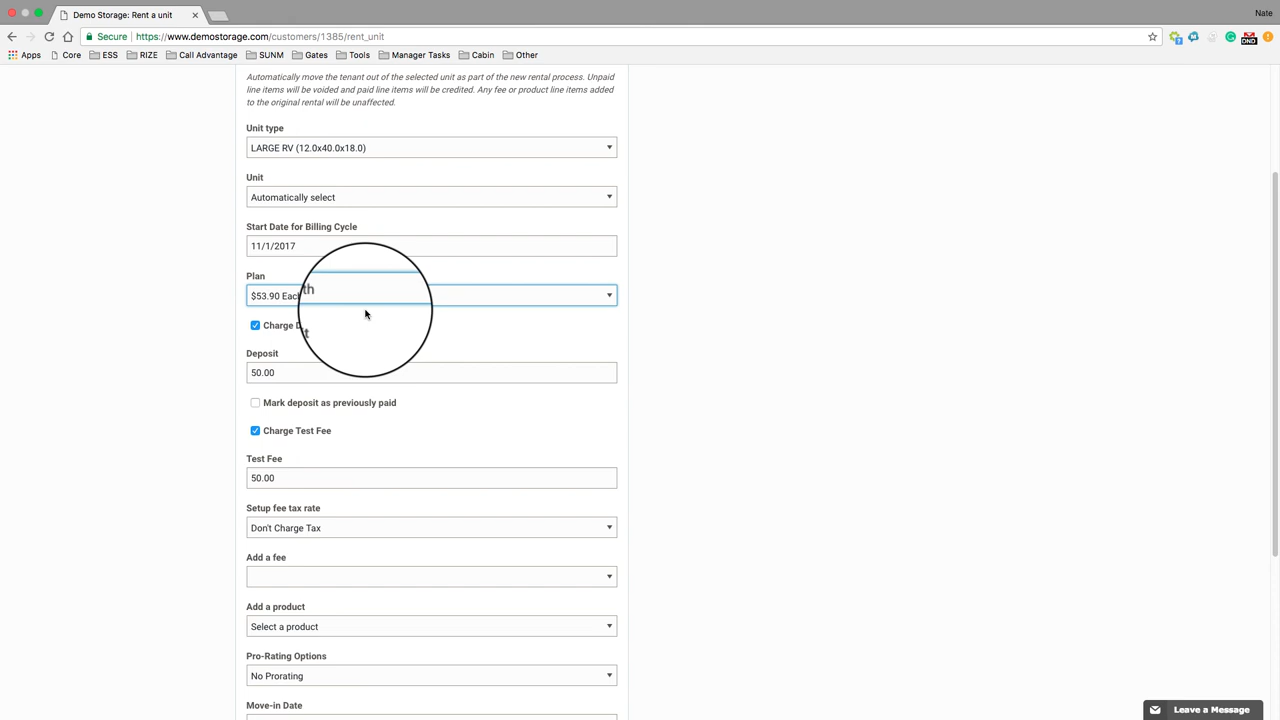 Demo Storage: Rent a unit
Nate
Secure https://www.demostorage.com/customers/1385/rent_unit
Apps Core ESS RIZE Call Advantage SUNM Gates Tools Manager Tasks Cabin Other
Automatically move the tenant out of the selected unit as part of the new rental process. Unpaid
line items will be voided and paid line items will be credited. Any fee or product line items added
to the original rental will be unaffected.
Unit type
LARGE RV (12.0x40.0x18.0)
Unit
Automatically select
Start Date for Billing Cycle
11/1/2017
Plan
$53.90
Charge
Deposit
50.00
Mark deposit as previously paid
Charge Test Fee
Test Fee
50.00
Setup fee tax rate
Don't Charge Tax
Add a fee
Add a product
Select a product
Pro-Rating Options
No Prorating
Move-in Date
Leave a Message